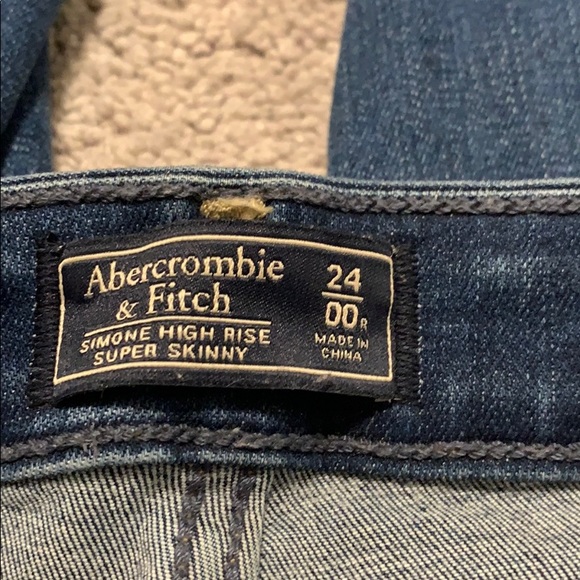 Abercrombie
& Fitch
SIMONE HIGH RISE
SUPER SKINNY
24
00R
MADE IN
CHINA